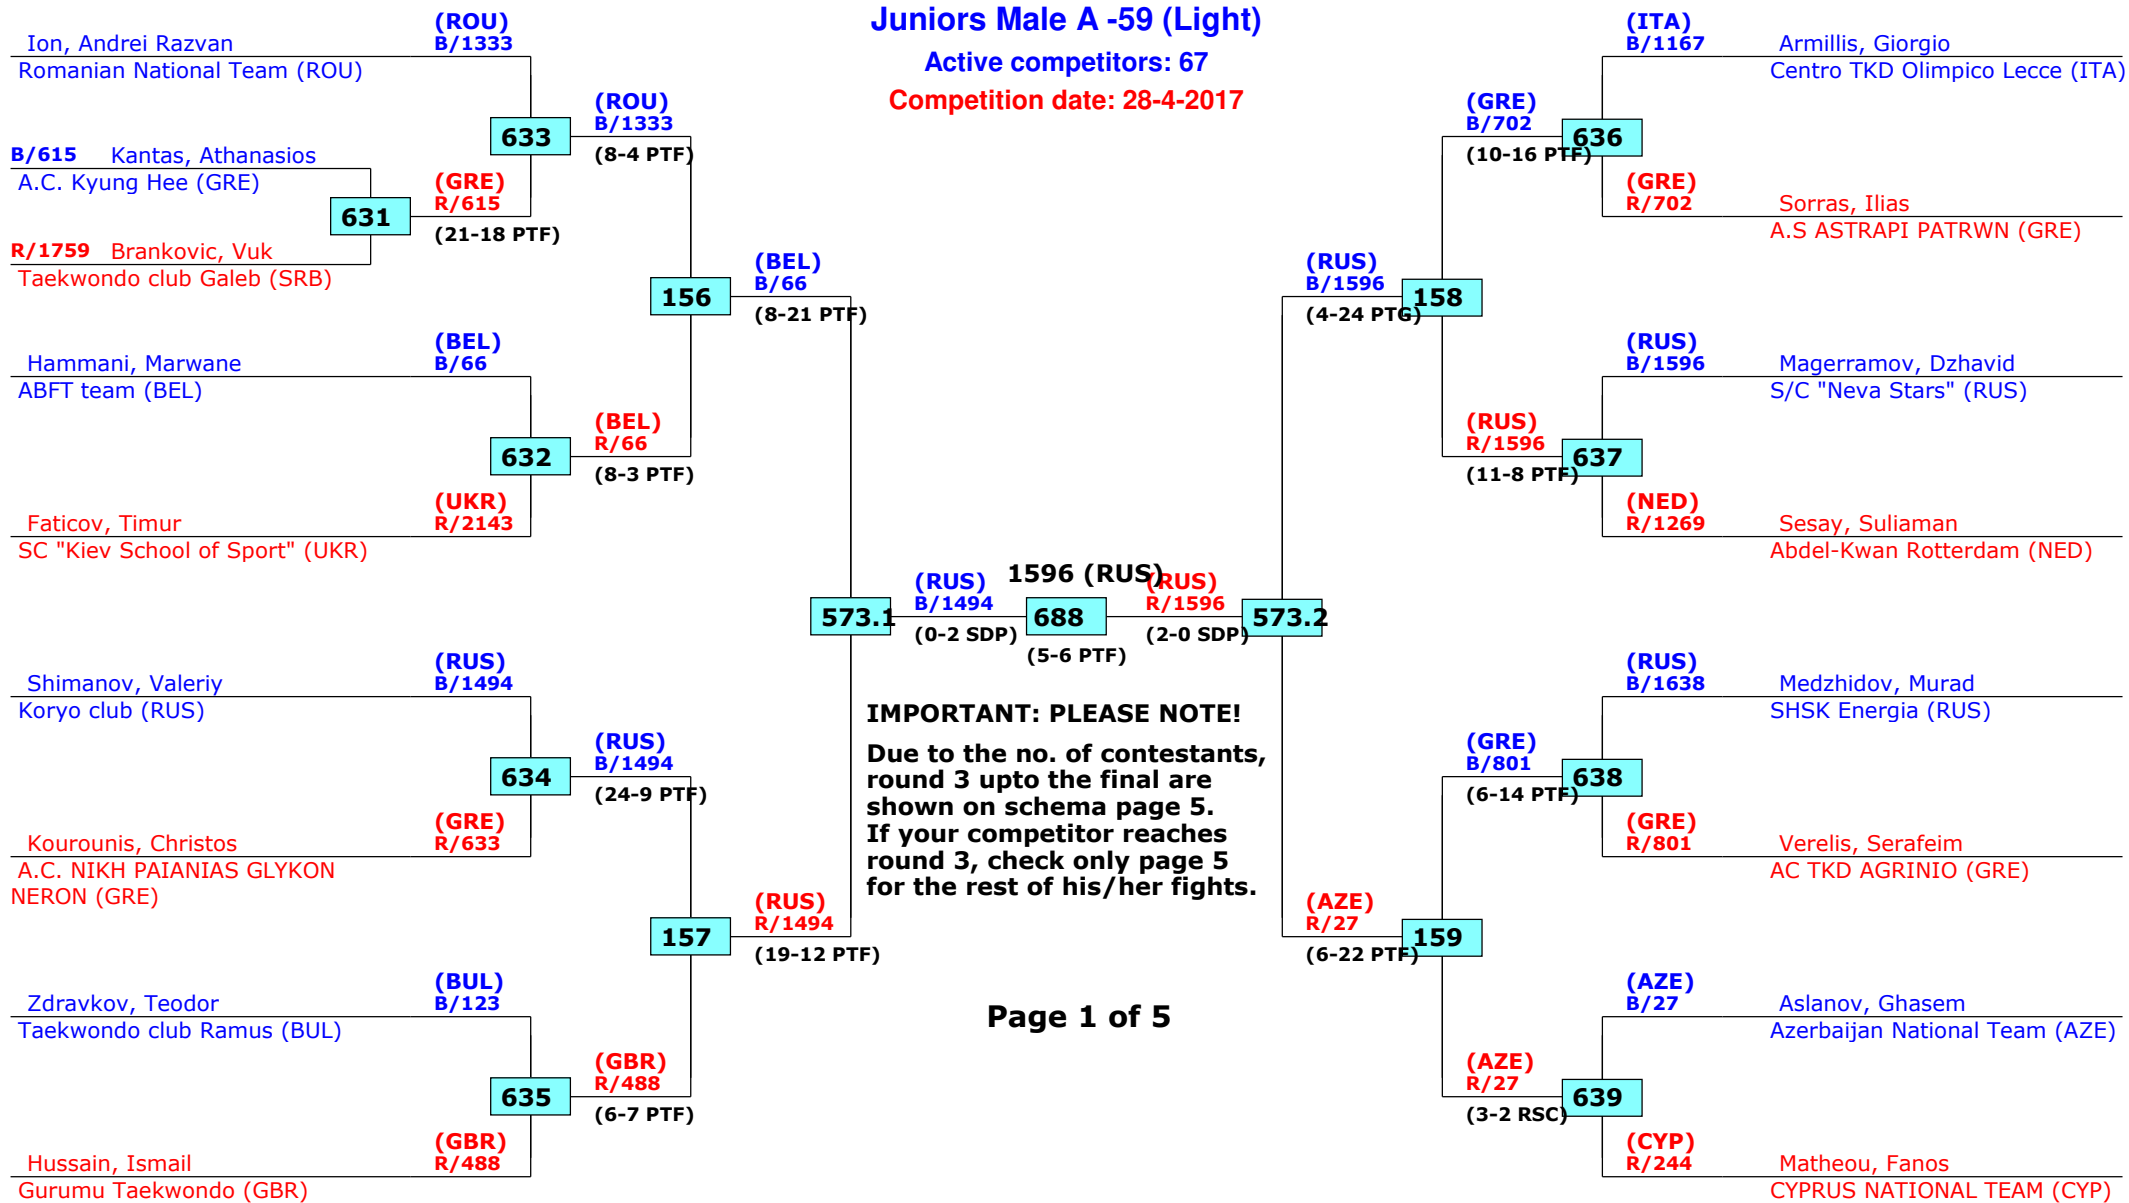 Juniors Male A -59 (Light)
Active competitors: 67
Competition date: 28-4-2017
Ion, Andrei Razvan
Romanian National Team (ROU)
(ROU)
B/1333
B/615 Kantas, Athanasios
A.C. Kyung Hee (GRE)
R/1759 Brankovic, Vuk
Taekwondo club Galeb (SRB)
631
(GRE)
R/615
(21-18 PTF)
633
(ROU)
B/1333
(8-4 PTF)
Hammani, Marwane
ABFT team (BEL)
(BEL)
B/66
Faticov, Timur
SC "Kiev School of Sport" (UKR)
(UKR)
R/2143
632
(BEL)
R/66
(8-3 PTF)
156
(BEL)
B/66
(8-21 PTF)
Shimanov, Valeriy
Koryo club (RUS)
(RUS)
B/1494
Kourounis, Christos
A.C. NIKH PAIANIAS GLYKON
NERON (GRE)
(GRE)
R/633
634
(RUS)
B/1494
(24-9 PTF)
Zdravkov, Teodor
Taekwondo club Ramus (BUL)
(BUL)
B/123
Hussain, Ismail
Gurumu Taekwondo (GBR)
(GBR)
R/488
635
(GBR)
R/488
(6-7 PTF)
157
(RUS)
R/1494
(19-12 PTF)
573.1
(RUS)
B/1494
(0-2 SDP)
1596 (RUS)
688
(5-6 PTF)
(RUS)
R/1596
(2-0 SDP)
573.2
IMPORTANT: PLEASE NOTE!
Due to the no. of contestants,
round 3 upto the final are
shown on schema page 5.
If your competitor reaches
round 3, check only page 5
for the rest of his/her fights.
Page 1 of 5
(ITA)
B/1167
Armillis, Giorgio
Centro TKD Olimpico Lecce (ITA)
(GRE)
R/702
Sorras, Ilias
A.S ASTRAPI PATRWN (GRE)
(GRE)
B/702
(10-16 PTF)
636
(RUS)
B/1596
Magerramov, Dzhavid
S/C "Neva Stars" (RUS)
(NED)
R/1269
Sesay, Suliaman
Abdel-Kwan Rotterdam (NED)
(RUS)
R/1596
(11-8 PTF)
637
(RUS)
B/1596
(4-24 PTG)
158
(RUS)
B/1638
Medzhidov, Murad
SHSK Energia (RUS)
(GRE)
R/801
Verelis, Serafeim
AC TKD AGRINIO (GRE)
(GRE)
B/801
(6-14 PTF)
638
(AZE)
B/27
Aslanov, Ghasem
Azerbaijan National Team (AZE)
(CYP)
R/244
Matheou, Fanos
CYPRUS NATIONAL TEAM (CYP)
(AZE)
R/27
(3-2 RSC)
639
(AZE)
R/27
(6-22 PTF)
159